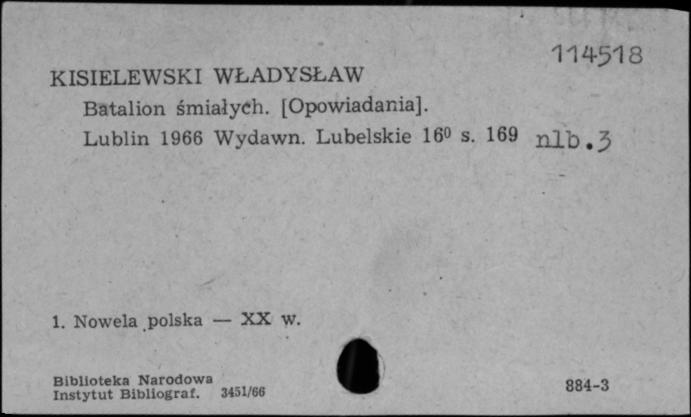 114518
KISIELEWSKI WŁADYSŁAW
Batalion śmiałych. [Opowiadania].
Lublin 1966 Wydawn. Lubelskie 16⁰ s. 169 nlb. 3
1. Nowela polska — XX w.
Biblioteka Narodowa
Instytut Bibliograf. 3451/66
884-3